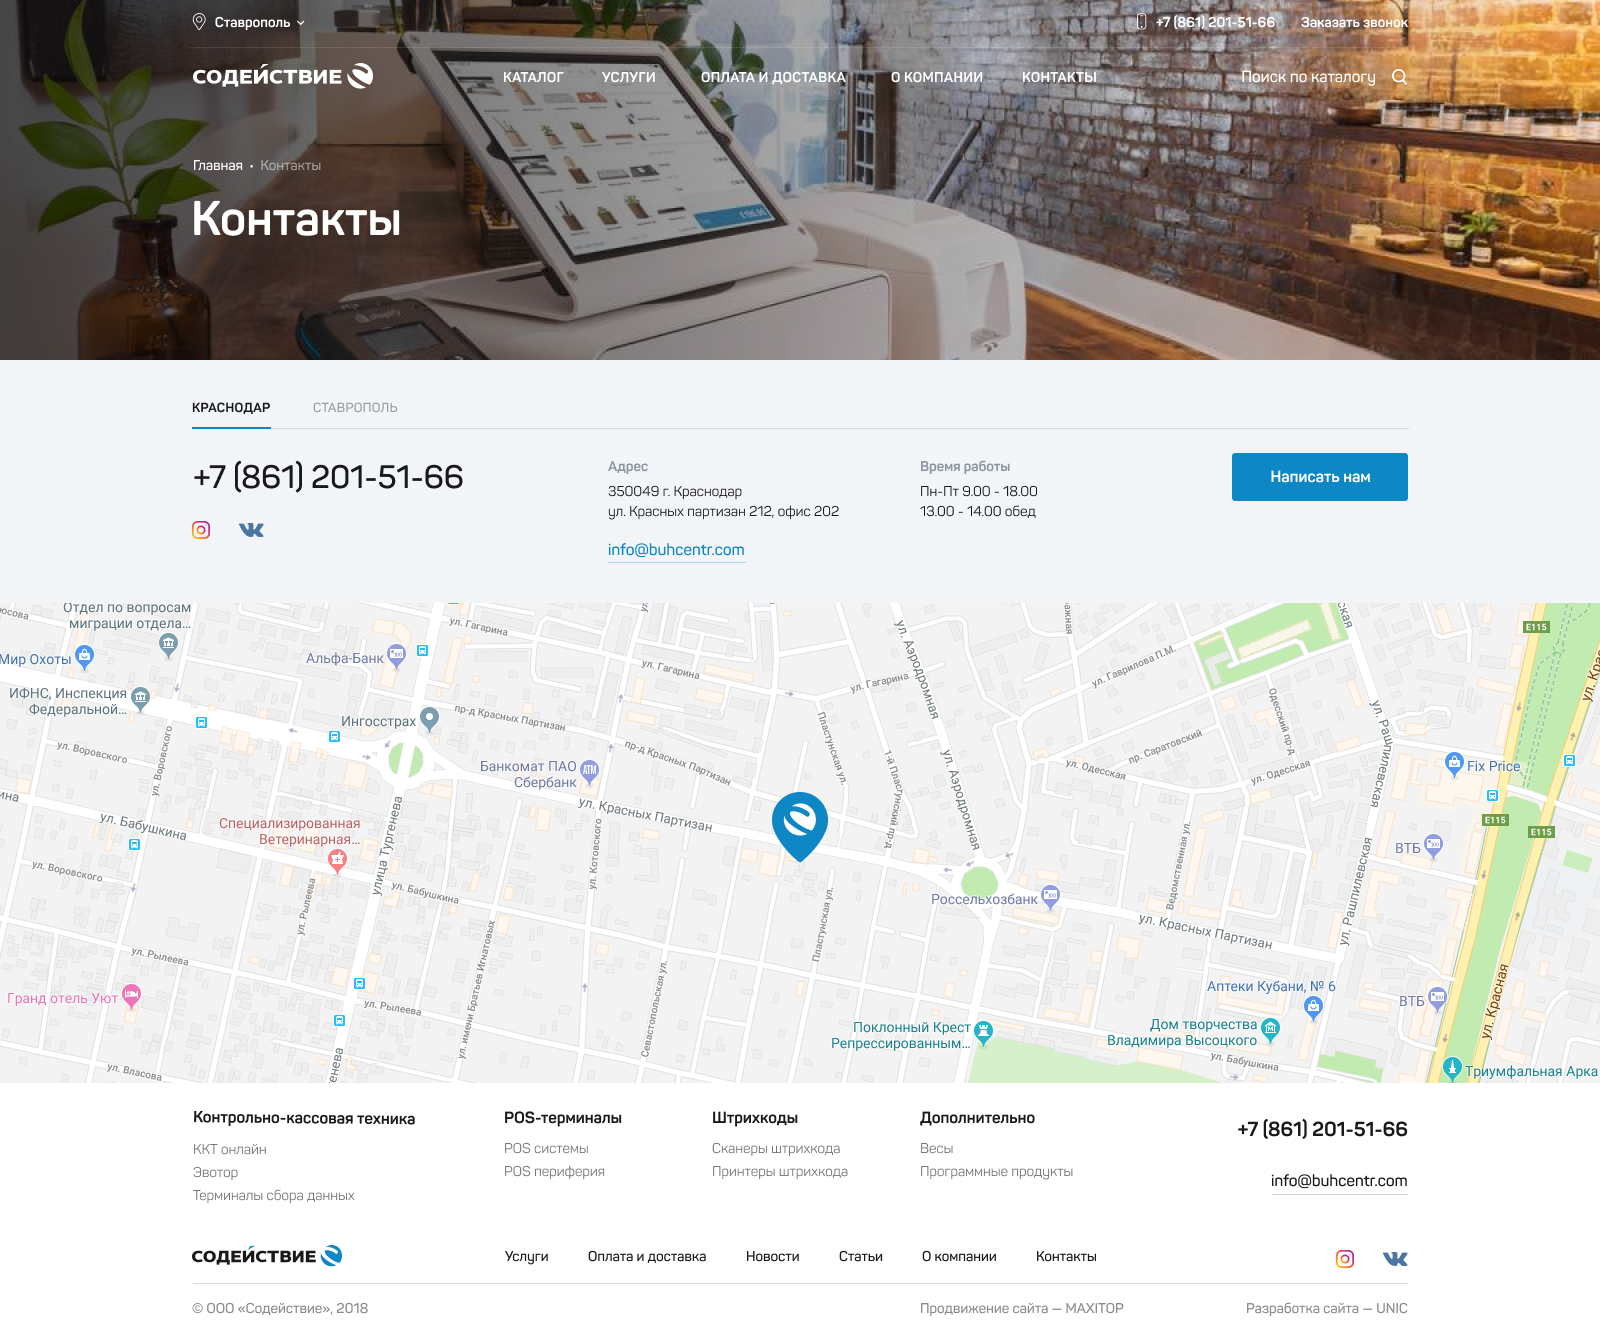 Ставрополь
+7 (861) 201-51-66
Заказать звонок
СОДЕЙСТВИЕ
КАТАЛОГ
УСЛУГИ
ОПЛАТА И ДОСТАВКА
О КОМПАНИИ
КОНТАКТЫ
Поиск по каталогу
Главная • Контакты
Контакты
shopify
КРАСНОДАР
СТАВРОПОЛЬ
+7 (861) 201-51-66
Адрес
350049 г. Краснодар
ул. Красных партизан 212, офис 202
info@buhcentr.com
Время работы
Пн-Пт 9.00 - 18.00
13.00 - 14.00 обед
Написать нам
Отдел по вопросам
миграции отдела...
Мир Охоты
ИФНС, Инспекция
Федеральной...
Альфа-Банк
Ингосстрах
ул. Гагарина
ул. Гагарина
ул. Гагарина
ул. Аэродромная
ул. Аэродромная
ул. Гаврилова П.М.
E115
пр-д Красных Партизан
пр-д Красных Партизан
Банкомат ПАО
Сбербанк
ATM
Пластунская ул.
1-й Пластунский пр-д
Одесский пр-д
пр. Саратовский
ул. Одесская
ул. Одесская
ул. Рашпилевская
Fix Price
ул. Воровского
ул. Воровского
ул. Бабушкина
Специализированная
Ветеринарная...
улица Тургенева
ул. Красных Партизан
E115
E115
ВТБ
ул. Воровского
ул. Рылеева
ул. Бабушкина
ул. Котовского
Пластунская ул.
Россельхозбанк
Ведомственная ул.
ул. Красных Партизан
ул. Рашпилевская
ул. Рылеева
Гранд отель Уют
ул. Рылеева
ул. имени Братьев Игнатовых
Севастопольская ул.
Поклонный Крест
Репрессированным...
Аптеки Кубани, № 6
ВТБ
ул. Красная
Дом творчества
Владимира Высоцкого
ул. Бабушкина
ул. Власова
Триумфальная Арка
Контрольно-кассовая техника
ККТ онлайн
Эвотор
Терминалы сбора данных
POS-терминалы
POS системы
POS периферия
Штрихкоды
Сканеры штрихкода
Принтеры штрихкода
Дополнительно
Весы
Программные продукты
+7 (861) 201-51-66
info@buhcentr.com
СОДЕЙСТВИЕ
Услуги
Оплата и доставка
Новости
Статьи
О компании
Контакты
© ООО «Содействие», 2018
Продвижение сайта — MAXITOP
Разработка сайта — UNIC